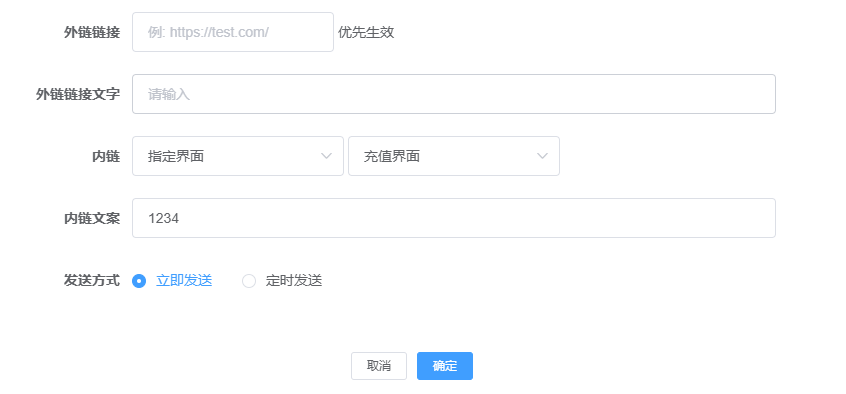 外链链接 例: https://test.com/ 优先生效
外链链接文字 请输入
内链 指定界面 充值界面
内链文案 1234
发送方式 立即发送 定时发送
取消 确定